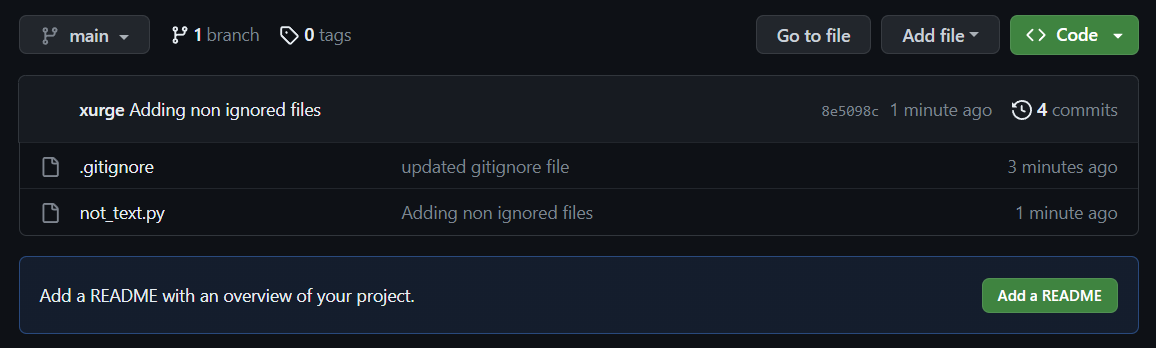 main 1 branch 0 tags Go to file Add file <> Code
xurge Adding non ignored files 8e5098c 1 minute ago 4 commits
.gitignore updated gitignore file 3 minutes ago
not_text.py Adding non ignored files 1 minute ago
Add a README with an overview of your project. Add a README